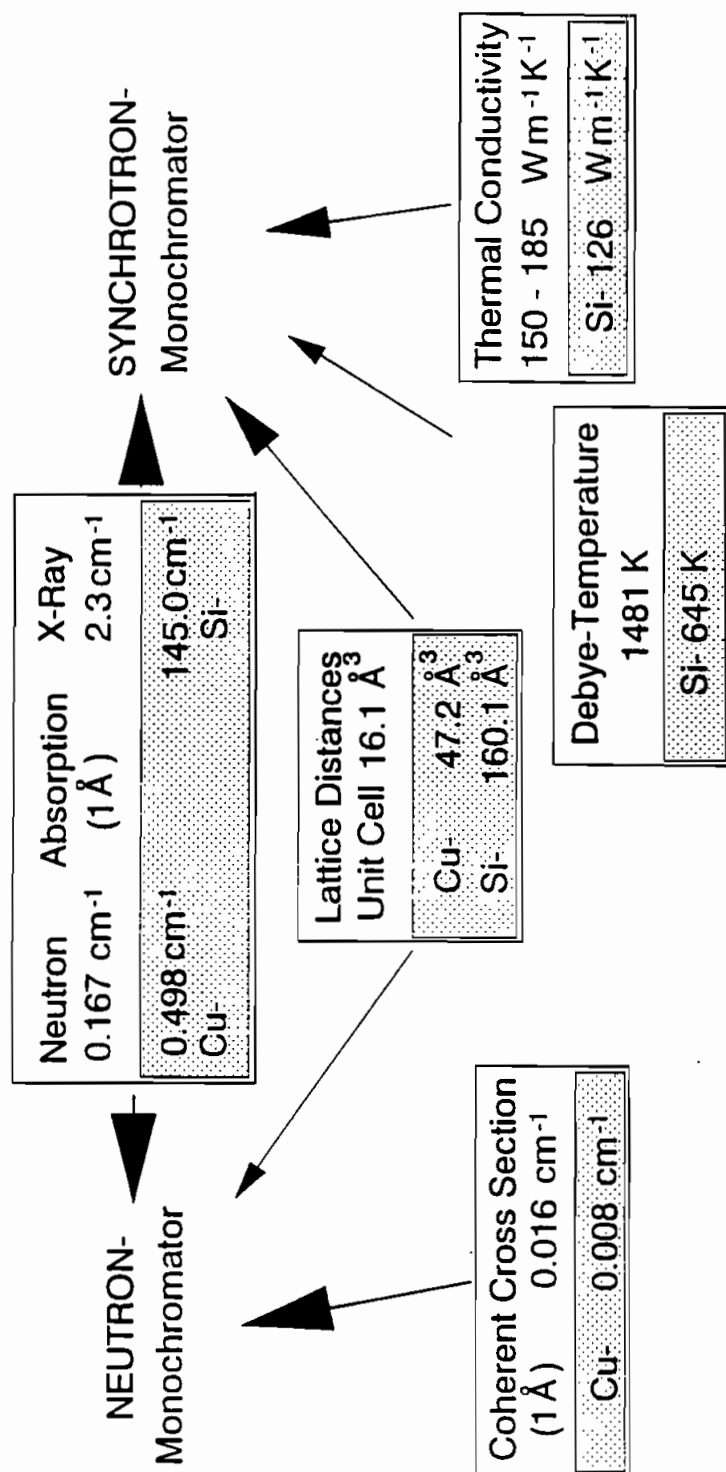 NEUTRON-
Monochromator
SYNCHROTRON-
Monochromator
Neutron Absorption X-Ray
0.167 cm⁻¹ (1Å) 2.3 cm⁻¹
0.498 cm⁻¹ 145.0 cm⁻¹
Cu- Si-
Lattice Distances
Unit Cell 16.1 Å³
Cu- 47.2 Å³
Si- 160.1 Å³
Coherent Cross Section
(1Å) 0.016 cm⁻¹
Cu- 0.008 cm⁻¹
Debye-Temperature
1481 K
Si- 645 K
Thermal Conductivity
150 - 185 Wm⁻¹K⁻¹
Si- 126 Wm⁻¹K⁻¹